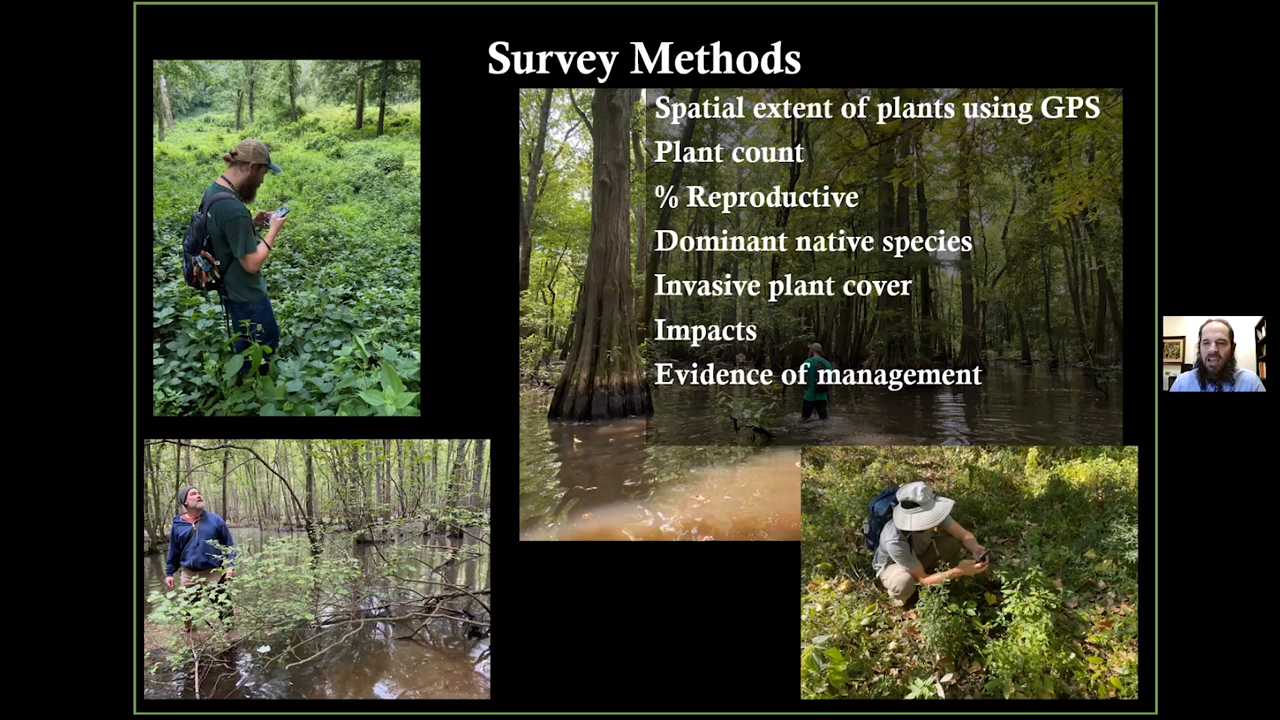 Survey Methods
Spatial extent of plants using GPS
Plant count
% Reproductive
Dominant native species
Invasive plant cover
Impacts
Evidence of management